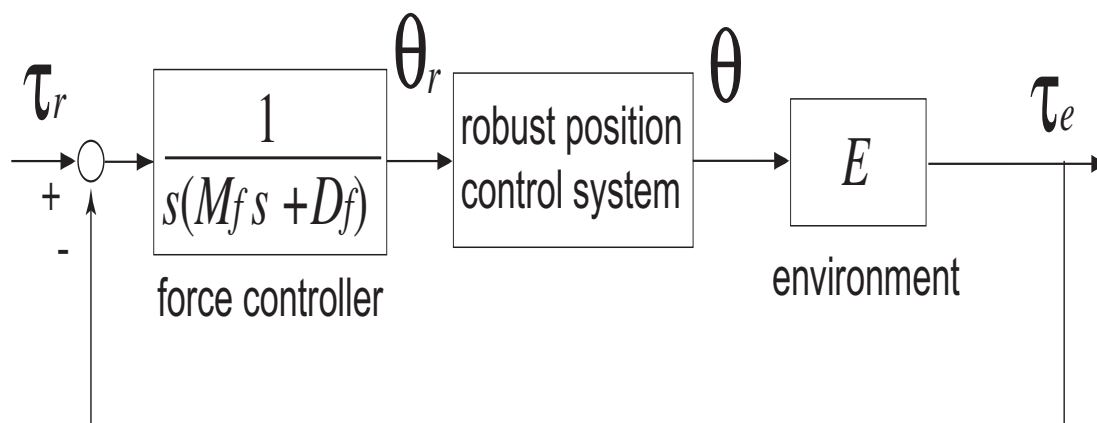 τr
+
-
1
s(Mf s +Df)
force controller
θr
robust position
control system
θ
E
environment
τe